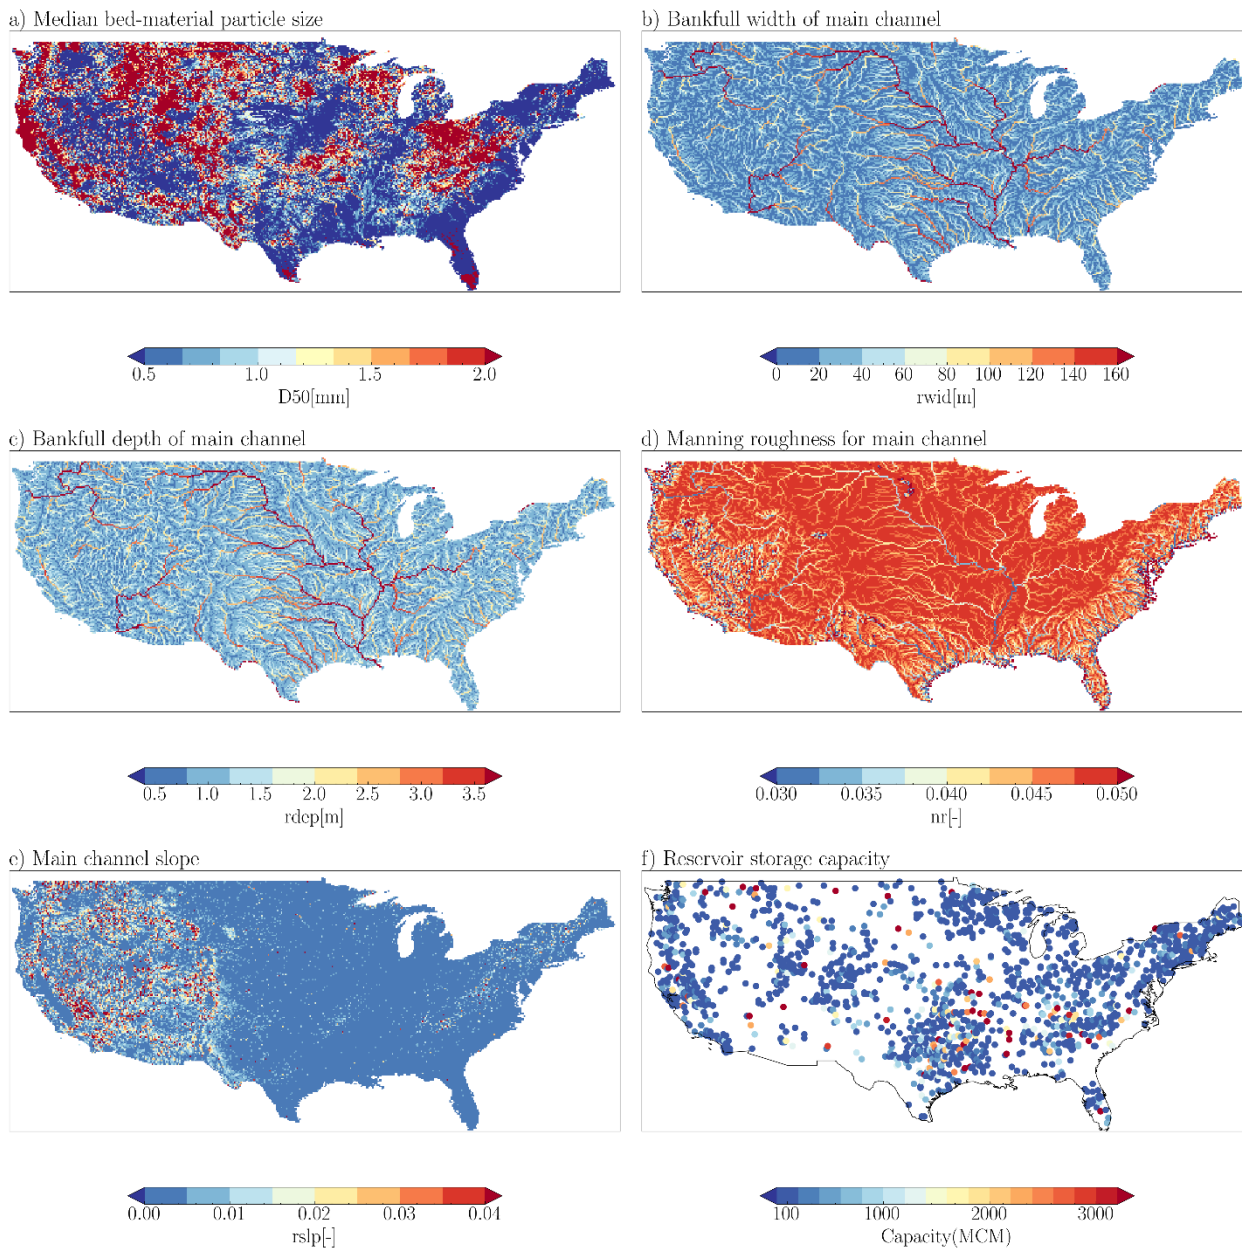 a) Median bed-material particle size
b) Bankfull width of main channel
0.5 1.0 1.5 2.0
D50[mm]
0 20 40 60 80 100 120 140 160
rwid[m]
c) Bankfull depth of main channel
d) Manning roughness for main channel
0.5 1.0 1.5 2.0 2.5 3.0 3.5
rdep[m]
0.030 0.035 0.040 0.045 0.050
nr[-]
e) Main channel slope
f) Reservoir storage capacity
0.00 0.01 0.02 0.03 0.04
rslp[-]
100 1000 2000 3000
Capacity(MCM)